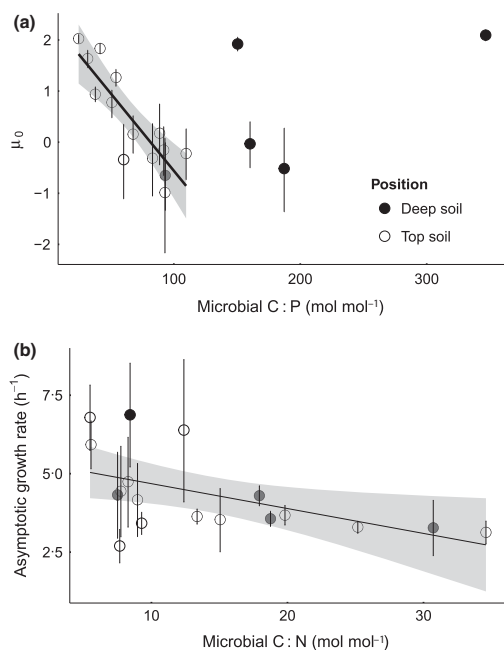 (a)
2
1
0
−1
−2
μ0
100
200
300
Microbial C : P (mol mol−1)
Position
Deep soil
Top soil
(b)
7·5
5·0
2·5
Asymptotic growth rate (h−1)
10
20
30
Microbial C : N (mol mol−1)